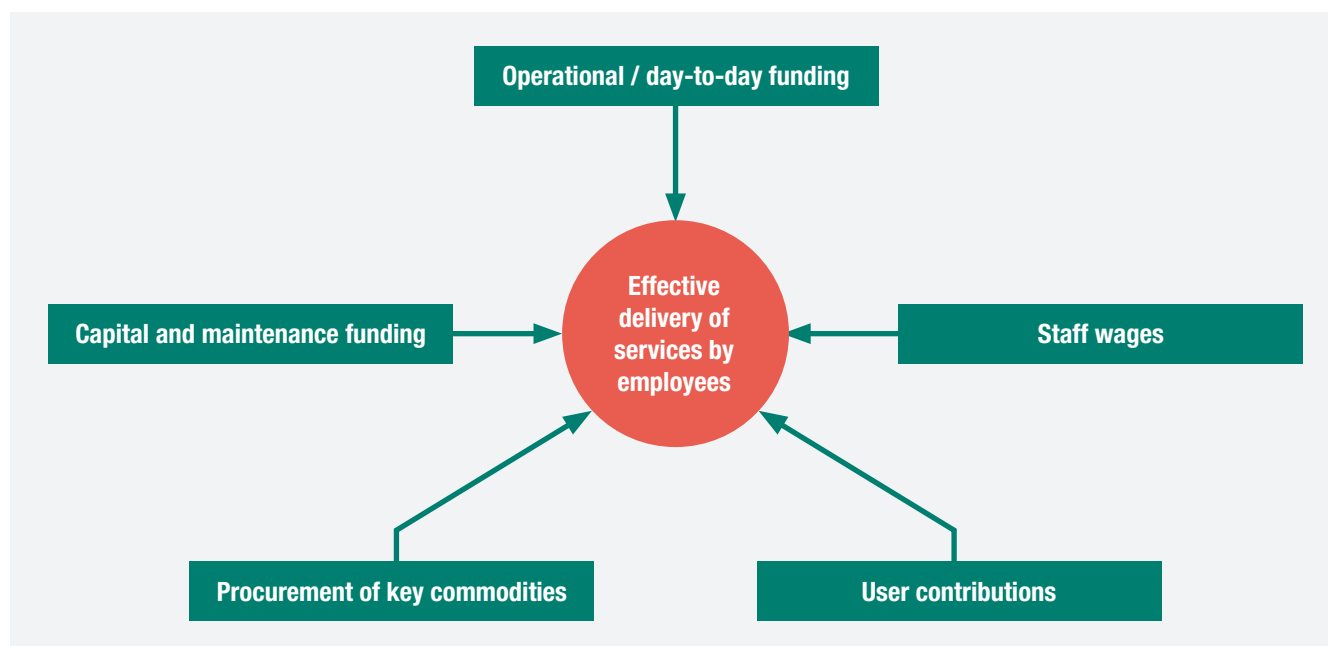 Operational / day-to-day funding
Effective
delivery of
services by
employees
Capital and maintenance funding
Staff wages
Procurement of key commodities
User contributions